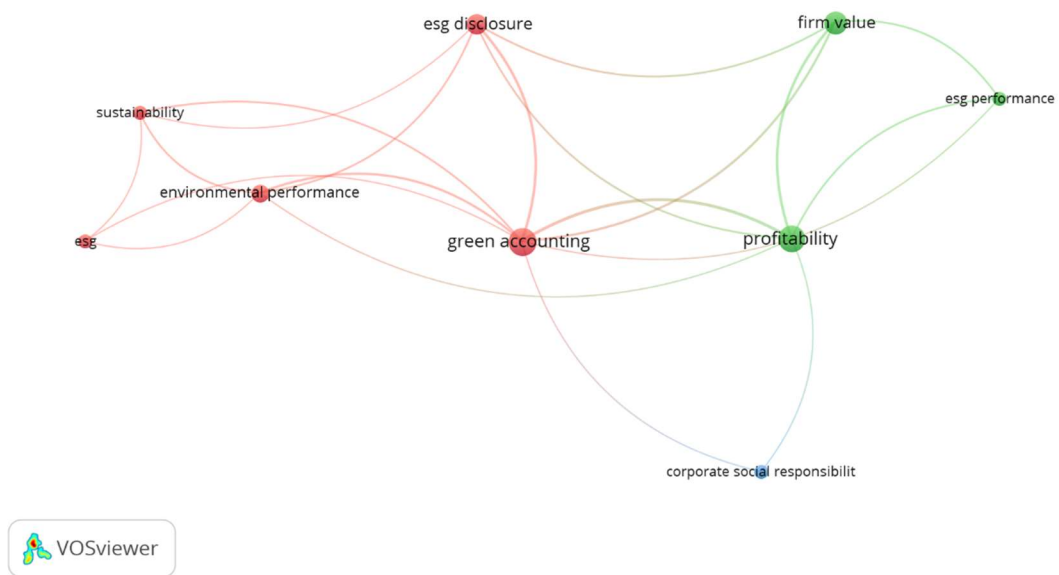 esg disclosure
firm value
esg performance
sustainability
environmental performance
esg
green accounting
profitability
corporate social responsibilit
VOSviewer